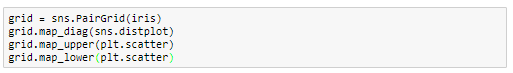 grid = sns.PairGrid(iris)
grid.map_diag(sns.distplot)
grid.map_upper(plt.scatter)
grid.map_lower(plt.scatter)